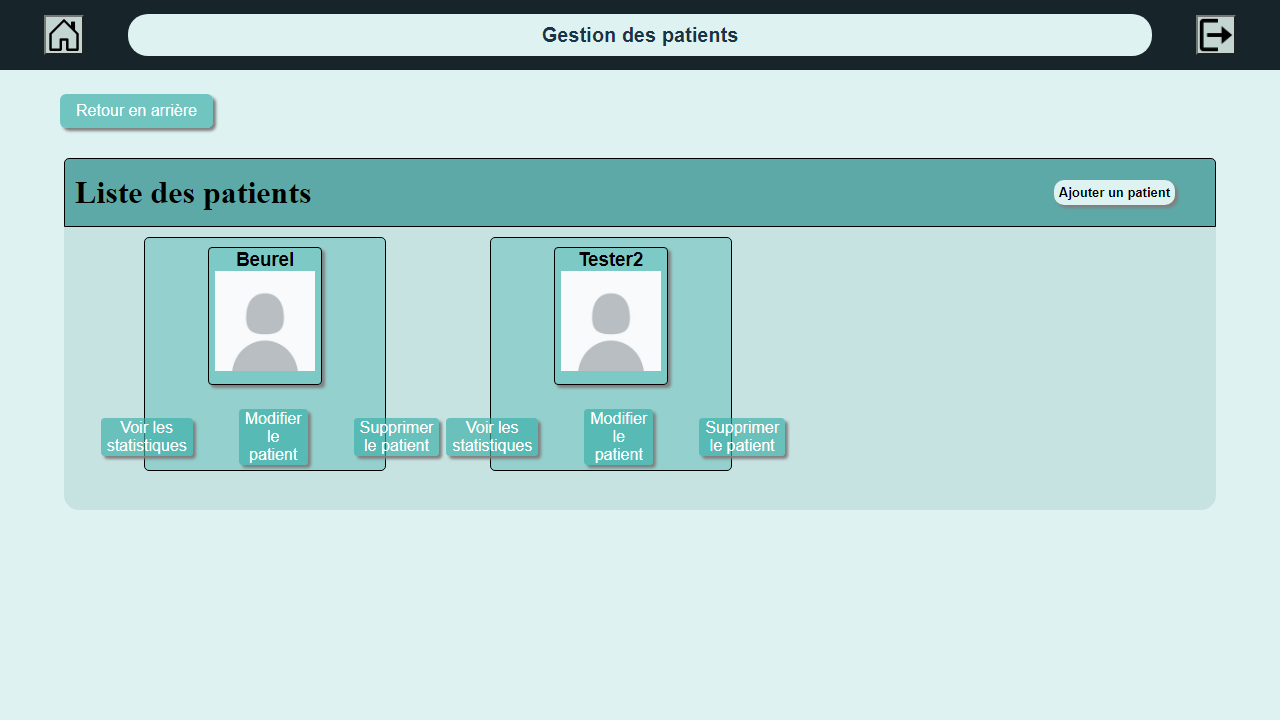 Gestion des patients
Retour en arrière
Liste des patients
Ajouter un patient
Beurel
Voir les
statistiques
Modifier
le
patient
Supprimer
le patient
Tester2
Voir les
statistiques
Modifier
le
patient
Supprimer
le patient